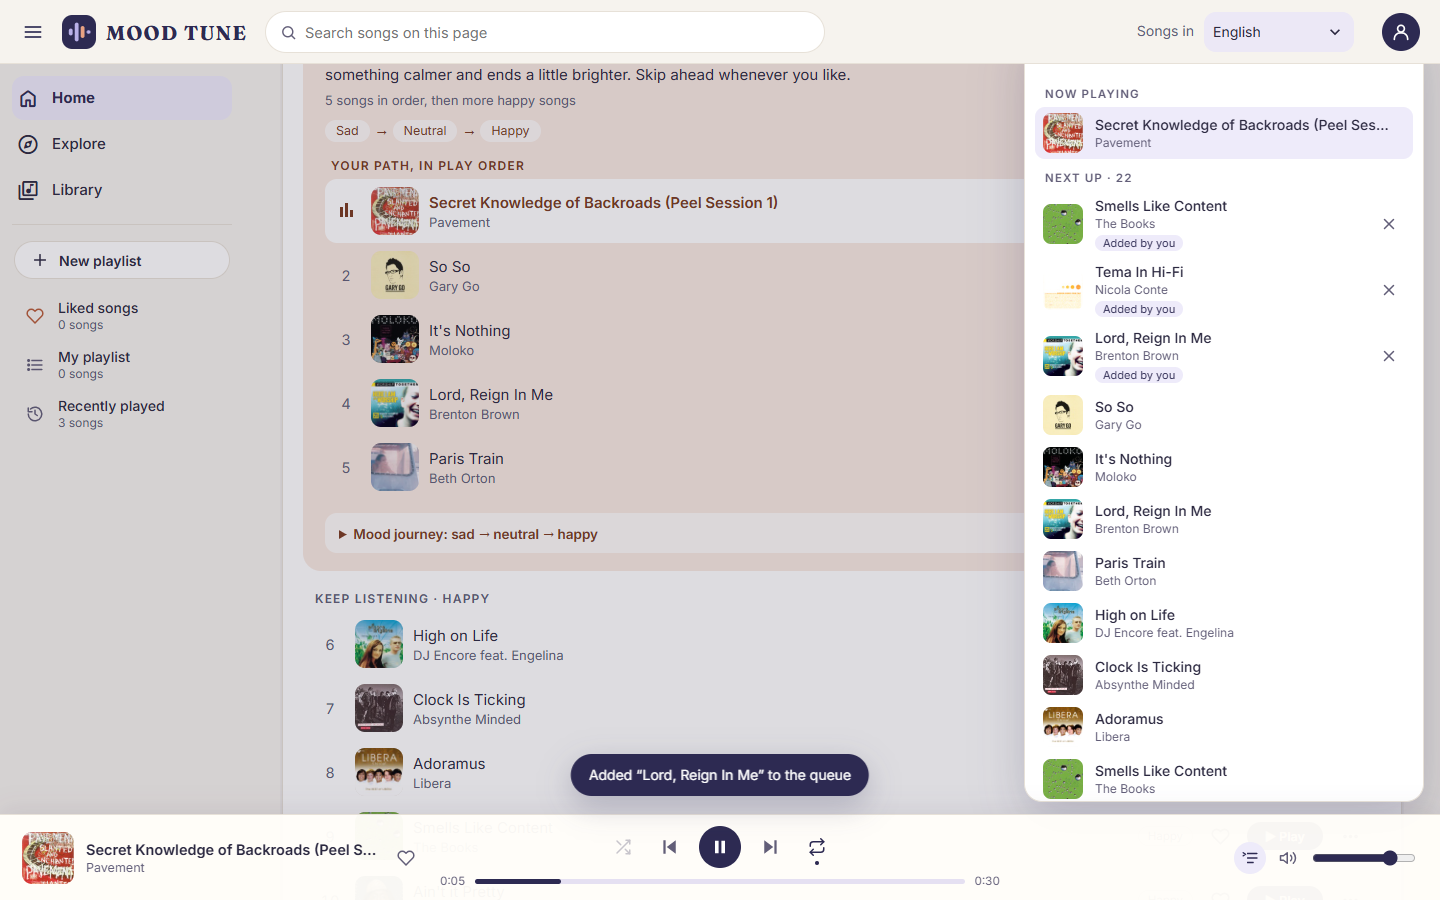 MOOD TUNE
Search songs on this page
Songs in
English
Home
Explore
Library
New playlist
Liked songs
0 songs
My playlist
0 songs
Recently played
3 songs
something calmer and ends a little brighter. Skip ahead whenever you like.
5 songs in order, then more happy songs
Sad → Neutral → Happy
YOUR PATH, IN PLAY ORDER
Secret Knowledge of Backroads (Peel Session 1)
Pavement
2
So So
Gary Go
3
It's Nothing
Moloko
4
Lord, Reign In Me
Brenton Brown
5
Paris Train
Beth Orton
Mood journey: sad → neutral → happy
KEEP LISTENING · HAPPY
6
High on Life
DJ Encore feat. Engelina
7
Clock Is Ticking
Absynthe Minded
8
Adoramus
Libera
Smells Like Content
Play
NOW PLAYING
Secret Knowledge of Backroads (Peel Ses...
Pavement
NEXT UP · 22
Smells Like Content
The Books
Added by you
Tema In Hi-Fi
Nicola Conte
Added by you
Lord, Reign In Me
Brenton Brown
Added by you
So So
Gary Go
It's Nothing
Moloko
Lord, Reign In Me
Brenton Brown
Paris Train
Beth Orton
High on Life
DJ Encore feat. Engelina
Clock Is Ticking
Absynthe Minded
Adoramus
Libera
Smells Like Content
The Books
Added “Lord, Reign In Me” to the queue
Secret Knowledge of Backroads (Peel S...
Pavement
0:05
0:30